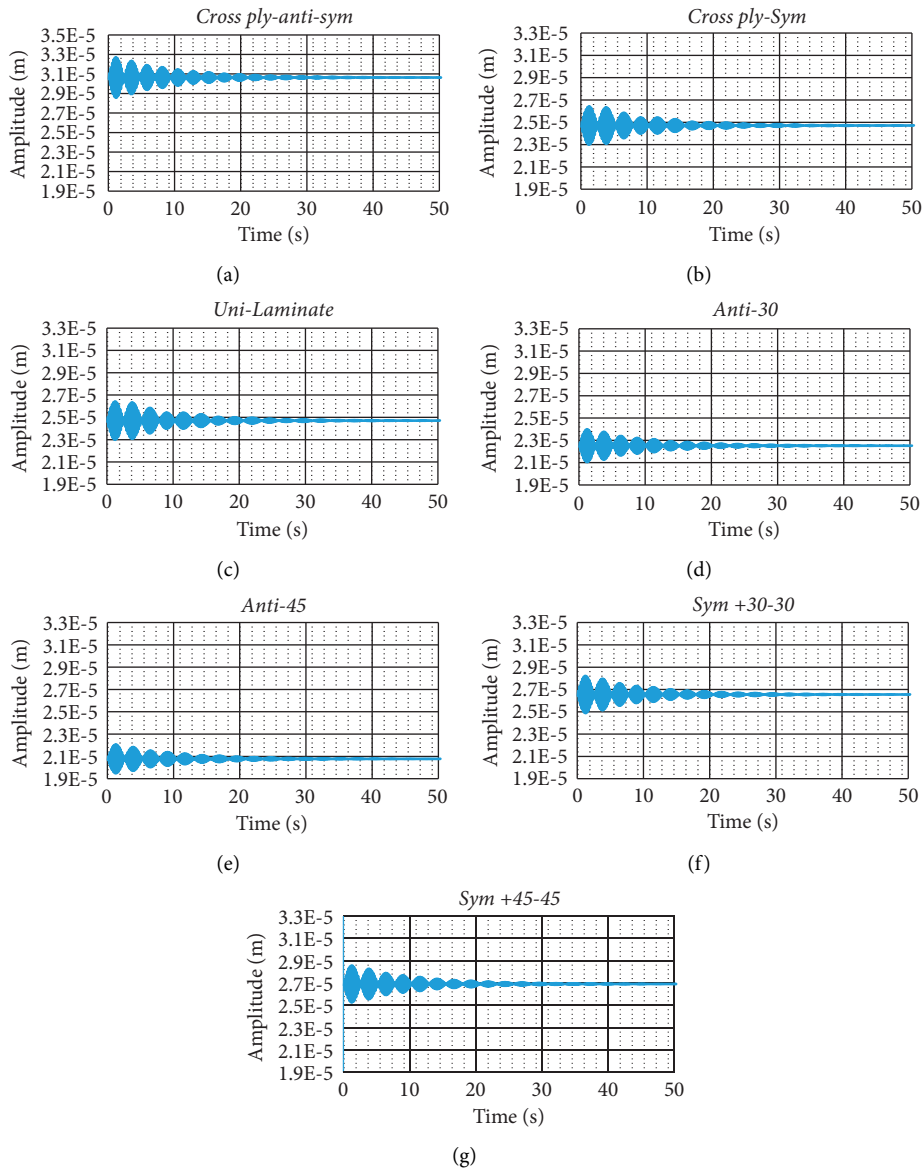 Cross ply-anti-sym
3.5E-5
3.3E-5
3.1E-5
2.9E-5
2.7E-5
2.5E-5
2.3E-5
2.1E-5
1.9E-5
Amplitude (m)
0 10 20 30 40 50
Time (s)
(a)
Cross ply-Sym
3.3E-5
3.1E-5
2.9E-5
2.7E-5
2.5E-5
2.3E-5
2.1E-5
1.9E-5
Amplitude (m)
0 10 20 30 40 50
Time (s)
(b)
Uni-Laminate
3.3E-5
3.1E-5
2.9E-5
2.7E-5
2.5E-5
2.3E-5
2.1E-5
1.9E-5
Amplitude (m)
0 10 20 30 40 50
Time (s)
(c)
Anti-30
3.3E-5
3.1E-5
2.9E-5
2.7E-5
2.5E-5
2.3E-5
2.1E-5
1.9E-5
Amplitude (m)
0 10 20 30 40 50
Time (s)
(d)
Anti-45
3.3E-5
3.1E-5
2.9E-5
2.7E-5
2.5E-5
2.3E-5
2.1E-5
1.9E-5
Amplitude (m)
0 10 20 30 40 50
Time (s)
(e)
Sym +30-30
3.3E-5
3.1E-5
2.9E-5
2.7E-5
2.5E-5
2.3E-5
2.1E-5
1.9E-5
Amplitude (m)
0 10 20 30 40 50
Time (s)
(f)
Sym +45-45
3.3E-5
3.1E-5
2.9E-5
2.7E-5
2.5E-5
2.3E-5
2.1E-5
1.9E-5
Amplitude (m)
0 10 20 30 40 50
Time (s)
(g)